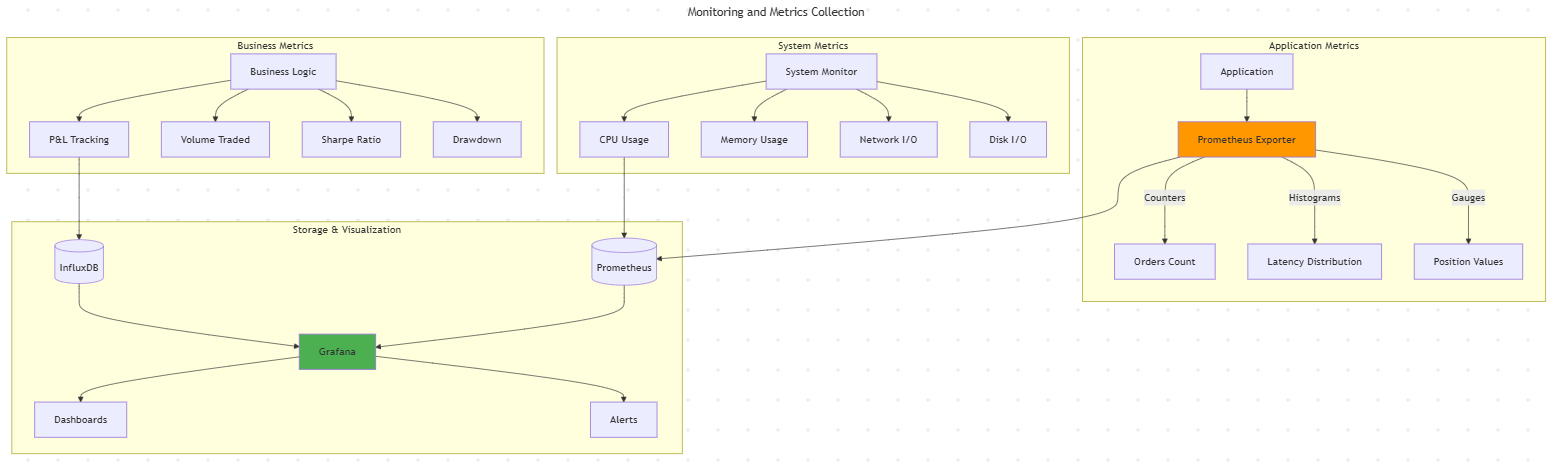 Monitoring and Metrics Collection
Business Metrics
Business Logic
P&L Tracking
Volume Traded
Sharpe Ratio
Drawdown
System Metrics
System Monitor
CPU Usage
Memory Usage
Network I/O
Disk I/O
Application Metrics
Application
Prometheus Exporter
Counters
Histograms
Gauges
Orders Count
Latency Distribution
Position Values
Storage & Visualization
InfluxDB
Prometheus
Grafana
Dashboards
Alerts